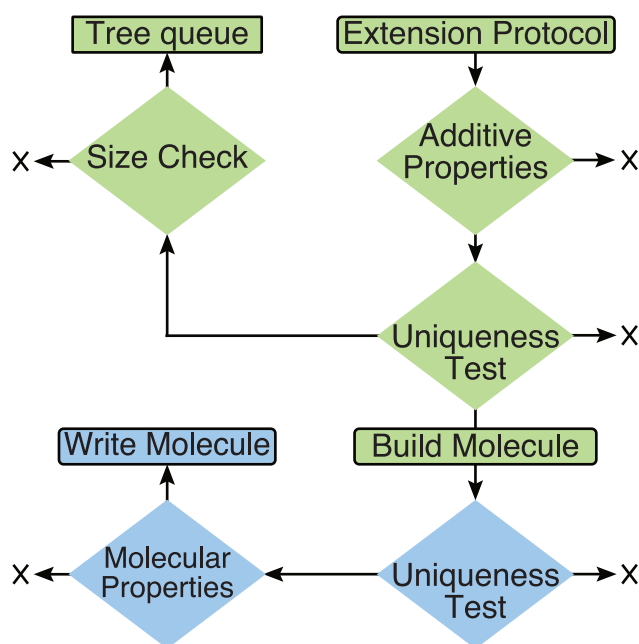 Tree queue
Extension Protocol
Size Check
X
Additive
Properties
X
Uniqueness
Test
X
Write Molecule
Build Molecule
Molecular
Properties
X
Uniqueness
Test
X